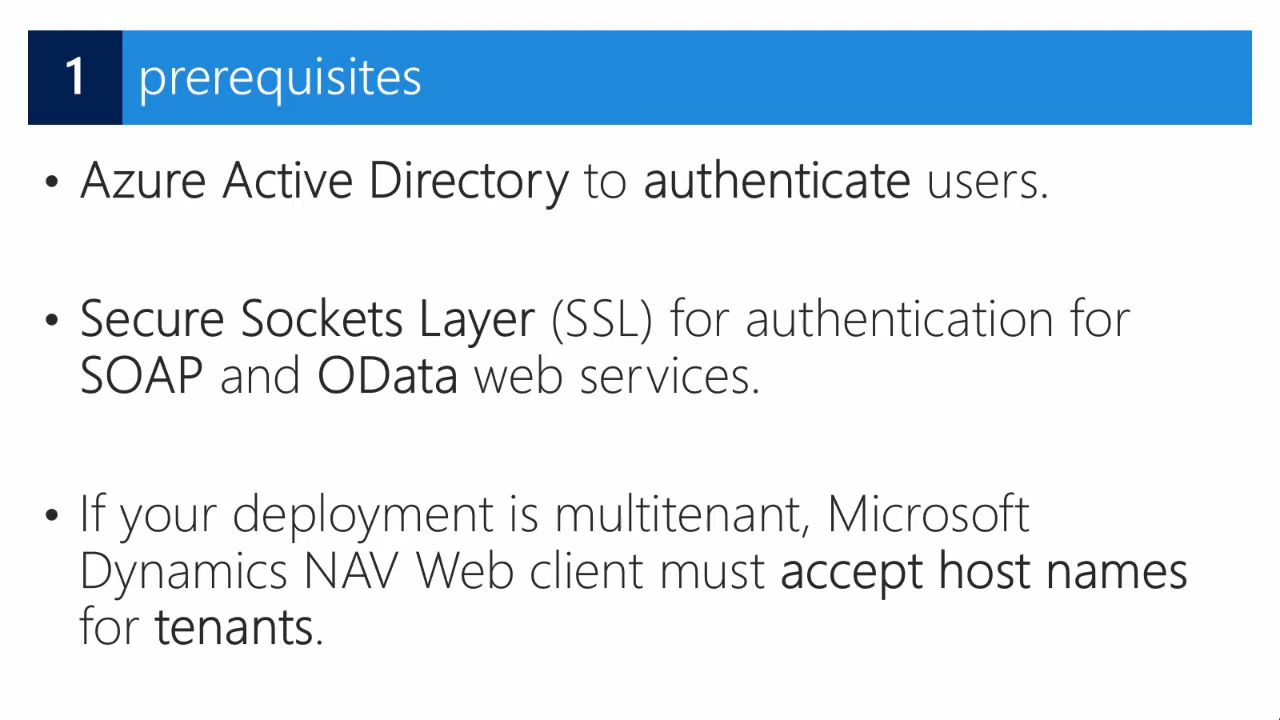 1 prerequisites
• Azure Active Directory to authenticate users.
• Secure Sockets Layer (SSL) for authentication for
SOAP and OData web services.
• If your deployment is multitenant, Microsoft
Dynamics NAV Web client must accept host names
for tenants.